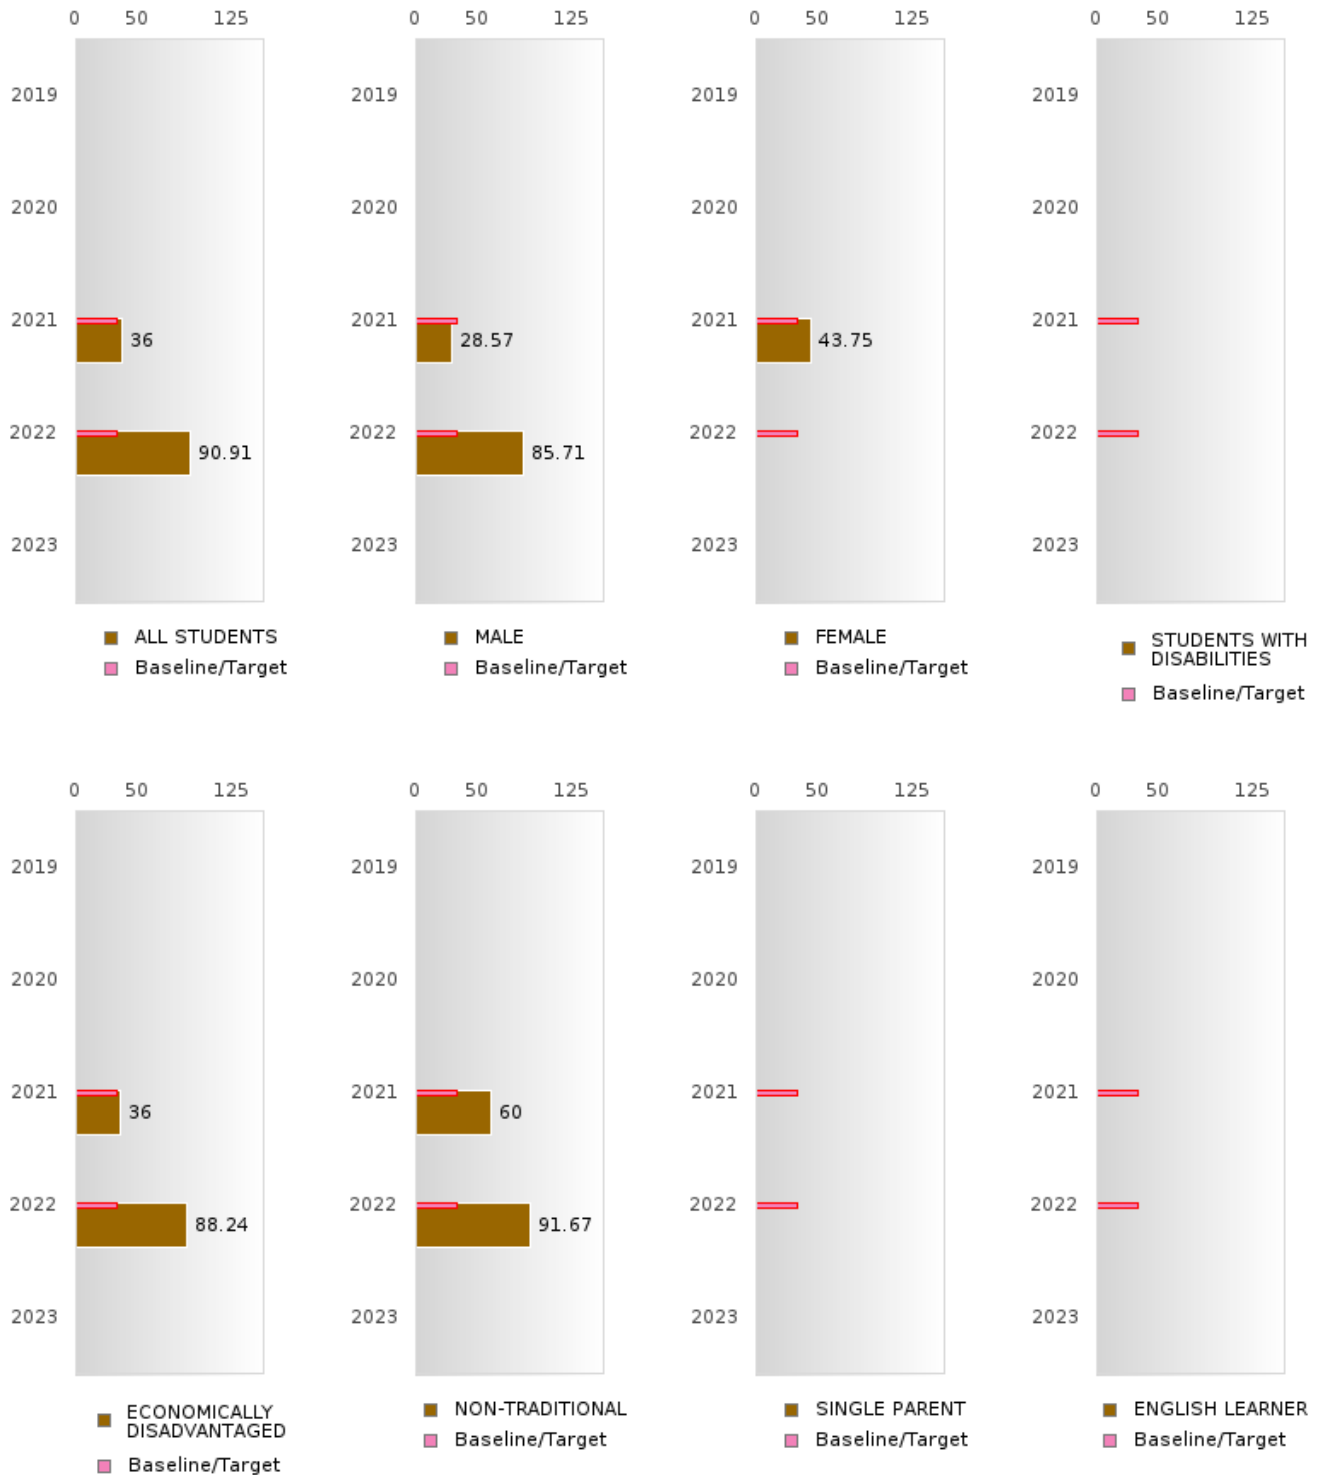 0 50 125 0 50 125 0 50 125 0 50 125
2019 2019 2019 2019
2020 2020 2020 2020
2021 2021 2021 2021
36 28.57 43.75
2022 2022 2022 2022
90.91 85.71
2023 2023 2023 2023
ALL STUDENTS MALE FEMALE STUDENTS WITH
DISABILITIES
Baseline/Target Baseline/Target Baseline/Target Baseline/Target
0 50 125 0 50 125 0 50 125 0 50 125
2019 2019 2019 2019
2020 2020 2020 2020
2021 2021 2021 2021
36 60
2022 2022 2022 2022
88.24 91.67
2023 2023 2023 2023
ECONOMICALLY NON-TRADITIONAL SINGLE PARENT ENGLISH LEARNER
DISADVANTAGED
Baseline/Target Baseline/Target Baseline/Target Baseline/Target